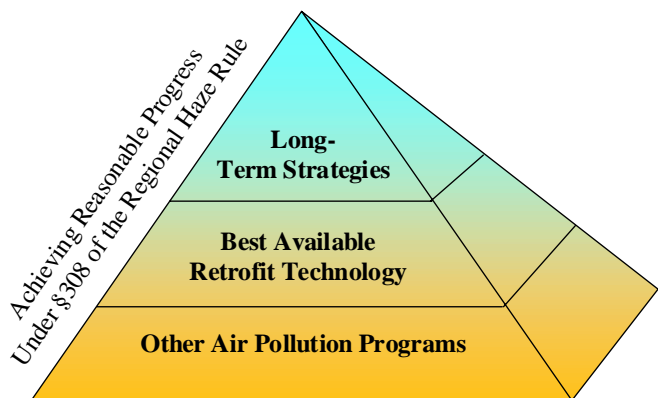 Achieving Reasonable Progress
Under §308 of the Regional Haze Rule
Long-
Term Strategies
Best Available
Retrofit Technology
Other Air Pollution Programs